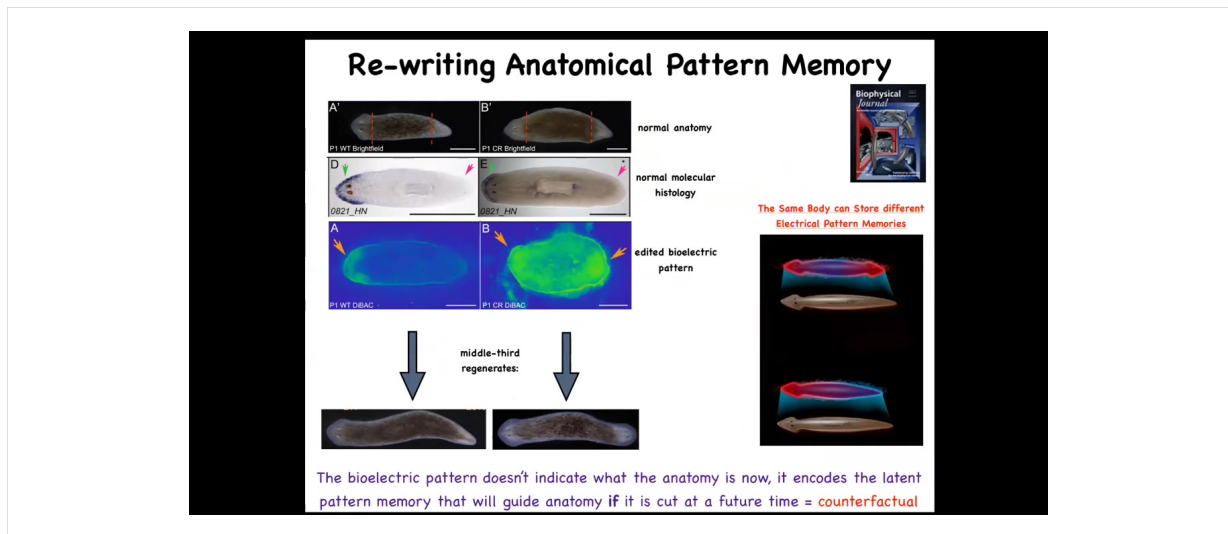 Re-writing Anatomical Pattern Memory
A'
P1 WT Brightfield
B'
P1 CR Brightfield
normal anatomy
Biophysical
Journal
D
0821_HN
E
0821_HN
normal molecular
histology
The Same Body can Store different
Electrical Pattern Memories
A
P1 WT DiBAC
B
P1 CR DiBAC
edited bioelectric
pattern
middle-third
regenerates:
The bioelectric pattern doesn't indicate what the anatomy is now, it encodes the latent
pattern memory that will guide anatomy if it is cut at a future time = counterfactual